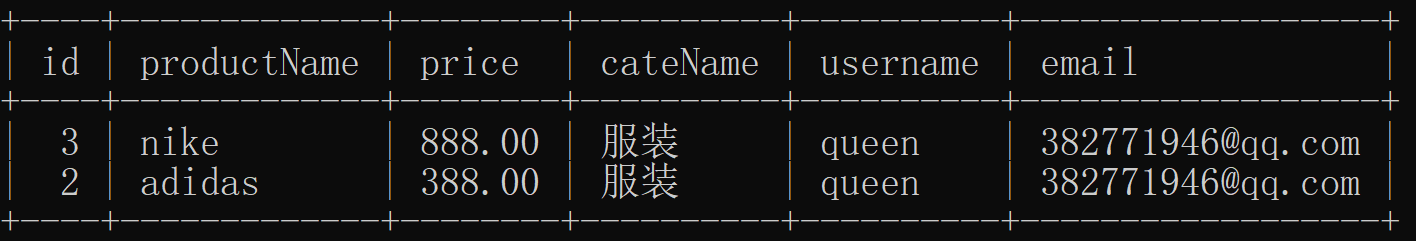 +----+-------------+--------+----------+----------+------------------+
| id | productName | price  | cateName | username | email            |
+----+-------------+--------+----------+----------+------------------+
|  3 | nike        | 888.00 | 服装     | queen    | 382771946@qq.com |
|  2 | adidas      | 388.00 | 服装     | queen    | 382771946@qq.com |
+----+-------------+--------+----------+----------+------------------+